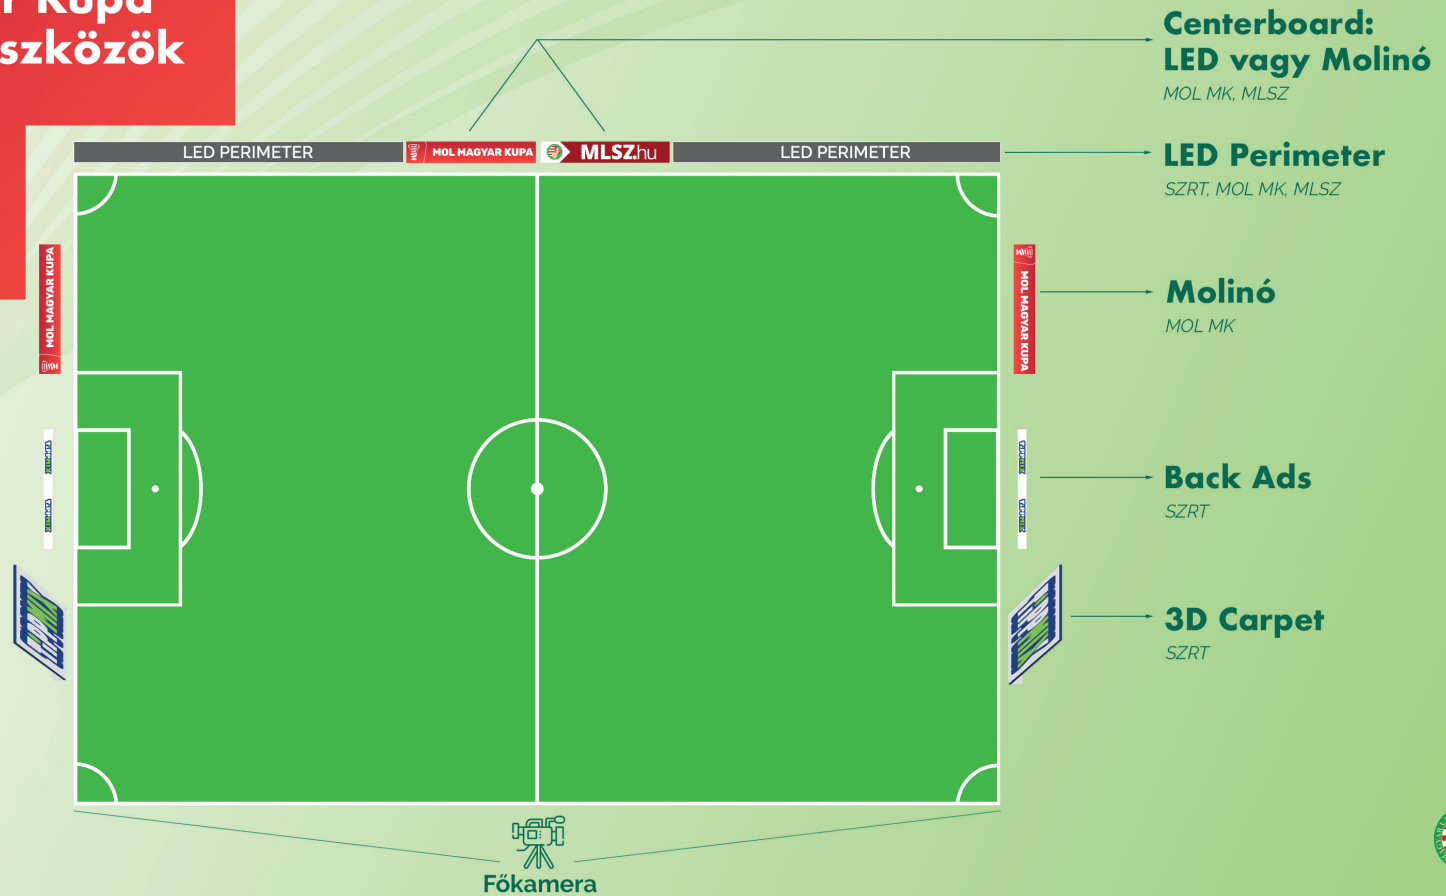 r Kupa
szközök
Centerboard:
LED vagy Molinó
MOL MK, MLSZ
LED PERIMETER
MOL MAGYAR KUPA
MLSZ.hu
LED PERIMETER
LED Perimeter
SZRT, MOL MK, MLSZ
MOL MAGYAR KUPA
MOL MAGYAR KUPA
Molinó
MOL MK
Back Ads
SZRT
3D Carpet
SZRT
Főkamera